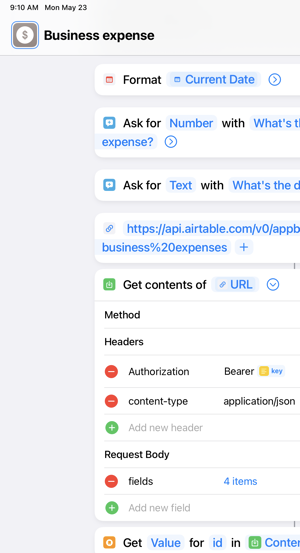 9:10 AM Mon May 23
Business expense
Format Current Date
Ask for Number with What's t
expense?
Ask for Text with What's the d
https://api.airtable.com/v0/appb
business%20expenses +
Get contents of URL
Method
Headers
Authorization Bearer key
content-type application/json
Add new header
Request Body
fields 4 items
Add new field
Get Value for id in Conten